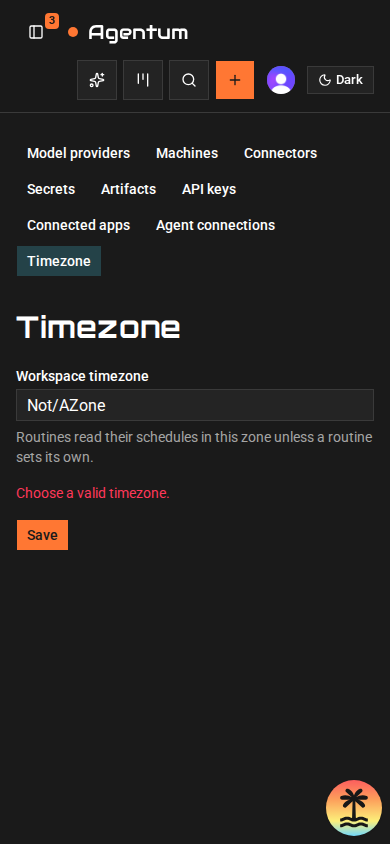 3
Agentum
Dark
Model providers Machines Connectors
Secrets Artifacts API keys
Connected apps Agent connections
Timezone
Timezone
Workspace timezone
Not/AZone
Routines read their schedules in this zone unless a routine
sets its own.
Choose a valid timezone.
Save